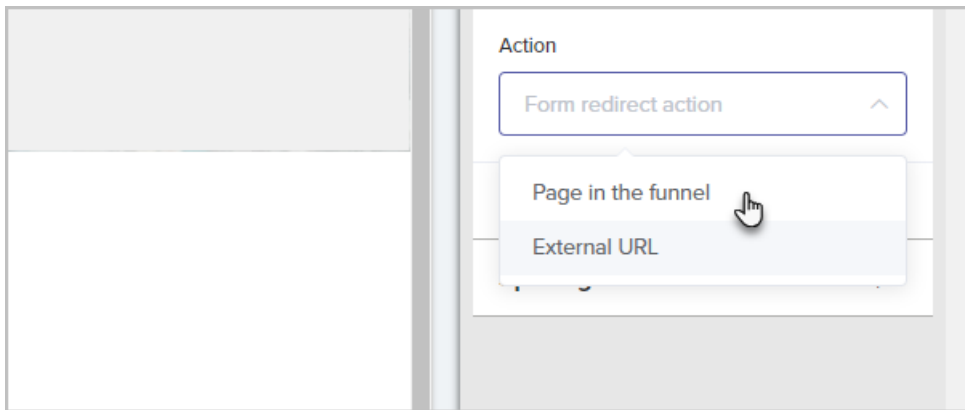 Action
Form redirect action
Page in the funnel
External URL